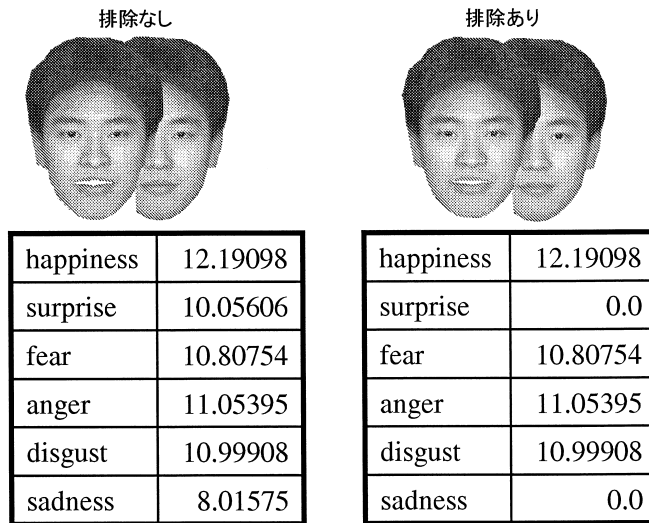 排除なし
happiness 12.19098
surprise 10.05606
fear 10.80754
anger 11.05395
disgust 10.99908
sadness 8.01575
排除あり
happiness 12.19098
surprise 0.0
fear 10.80754
anger 11.05395
disgust 10.99908
sadness 0.0